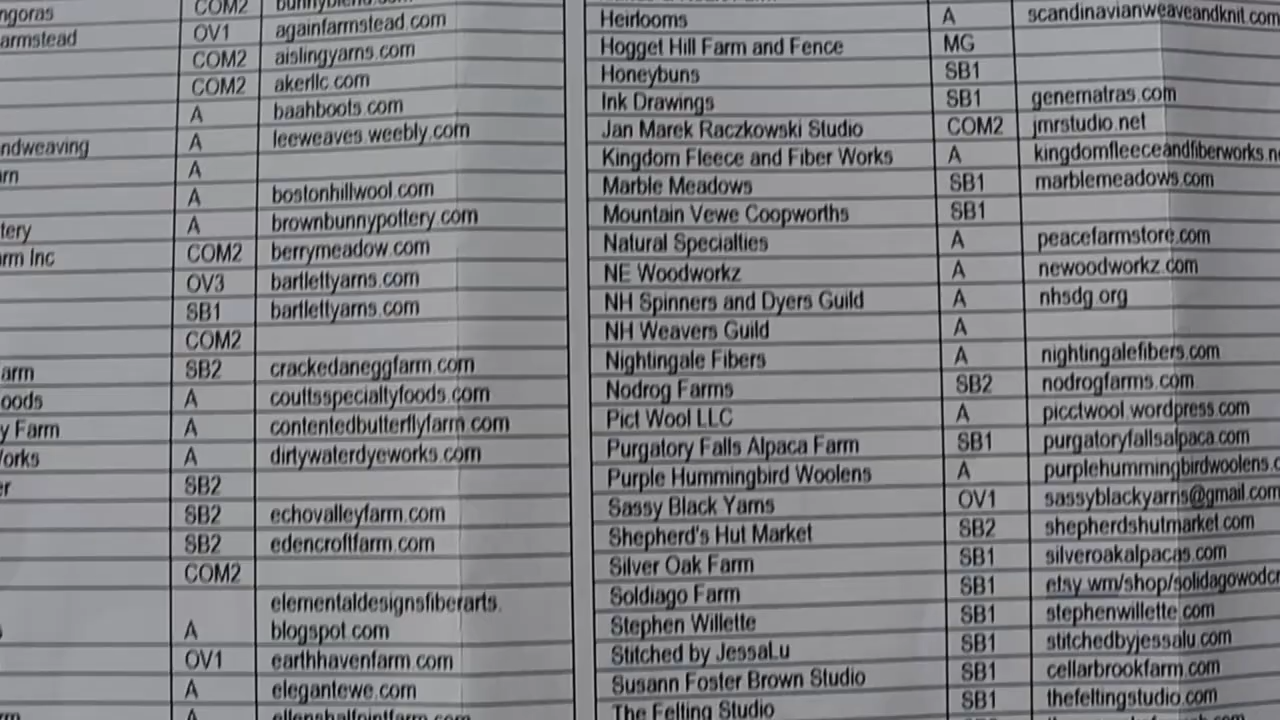 ngoras COM2 bunnyblend.com
armstead OV1 againfarmstead.com
COM2 aislingyarns.com
COM2 akerllc.com
A baahboots.com
ndweaving A leeweaves.weebly.com
rn A
A bostonhillwool.com
tery A brownbunnypottery.com
rm Inc COM2 berrymeadow.com
OV3 bartlettyarns.com
SB1 bartlettyarns.com
COM2
arm SB2 crackedaneggfarm.com
oods A couttsspecialtyfoods.com
y Farm A contentedbutterflyfarm.com
orks A dirtywaterdyeworks.com
er SB2
SB2 echovalleyfarm.com
SB2 edencroftfarm.com
COM2
elementaldesignsfiberarts.
A blogspot.com
OV1 earthhavenfarm.com
A elegantewe.com
A
Heirlooms A scandinavianweaveandknit.com
Hogget Hill Farm and Fence MG
Honeybuns SB1
Ink Drawings SB1 genematras.com
Jan Marek Raczkowski Studio COM2 jmrstudio.net
Kingdom Fleece and Fiber Works A kingdomfleeceandfiberworks.ne
Marble Meadows SB1 marblemeadows.com
Mountain Vewe Coopworths SB1
Natural Specialties A peacefarmstore.com
NE Woodworkz A newoodworkz.com
NH Spinners and Dyers Guild A nhsdg.org
NH Weavers Guild A
Nightingale Fibers A nightingalefibers.com
Nodrog Farms SB2 nodrogfarms.com
Pict Wool LLC A picctwool.wordpress.com
Purgatory Falls Alpaca Farm SB1 purgatoryfallsalpaca.com
Purple Hummingbird Woolens A purplehummingbirdwoolens.c
Sassy Black Yarns OV1 sassyblackyarns@gmail.com
Shepherd's Hut Market SB2 shepherdshutmarket.com
Silver Oak Farm SB1 silveroakalpacas.com
Soldiago Farm SB1 etsy.wm/shop/solidagowodcr
Stephen Willette SB1 stephenwillette.com
Stitched by JessaLu SB1 stitchedbyjessalu.com
Susann Foster Brown Studio SB1 cellarbrookfarm.com
The Felting Studio SB1 thefeltingstudio.com